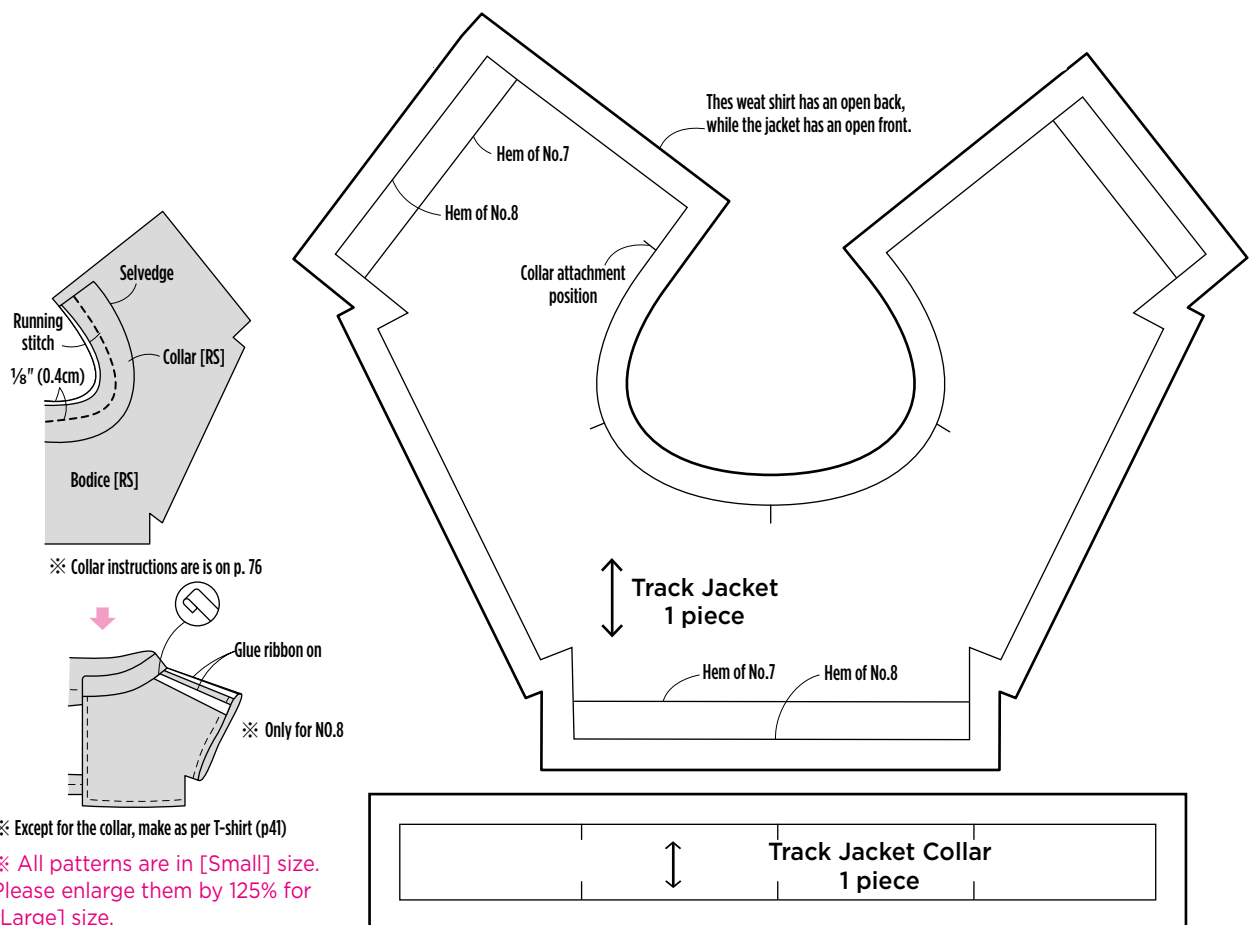 Thes weat shirt has an open back,
while the jacket has an open front.
Hem of No.7
Hem of No.8
Collar attachment
position
Selvedge
Running
stitch
Collar [RS]
⅛" (0.4cm)
Bodice [RS]
※ Collar instructions are is on p. 76
Glue ribbon on
※ Only for NO.8
※ Except for the collar, make as per T-shirt (p41)
※ All patterns are in [Small] size.
Please enlarge them by 125% for
[Large] size.
Track Jacket
1 piece
Hem of No.7
Hem of No.8
Track Jacket Collar
1 piece